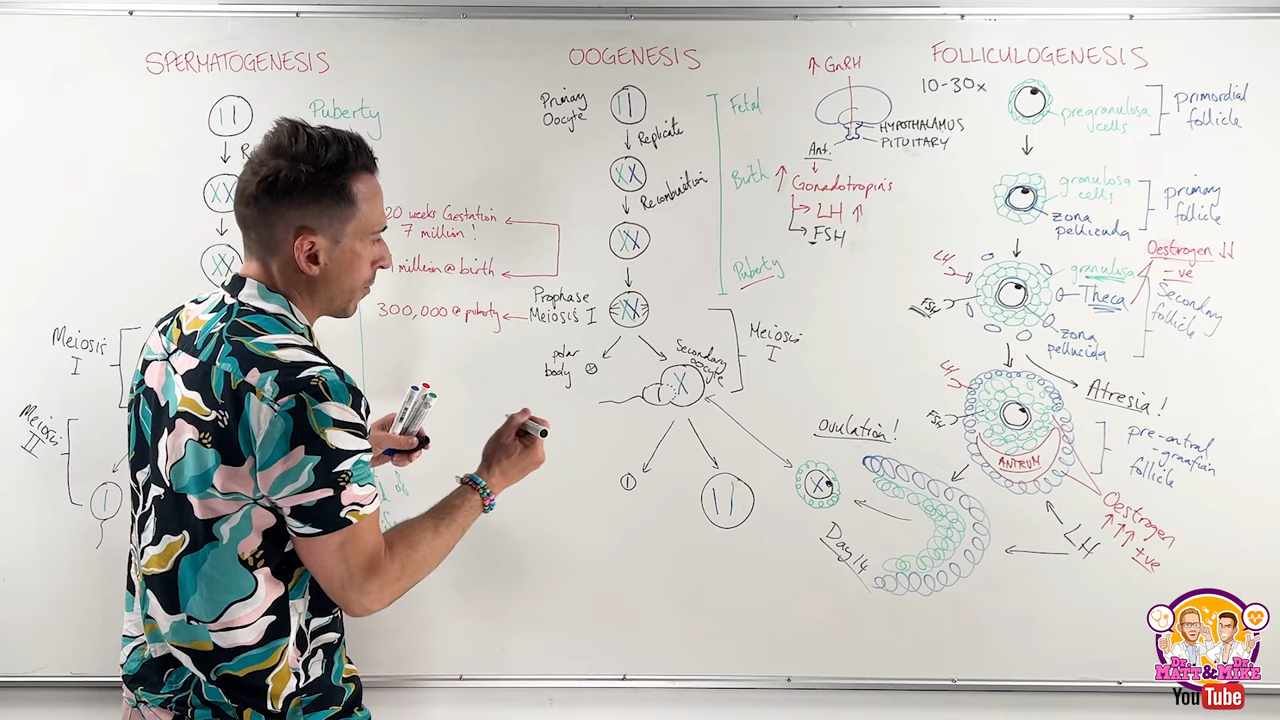 SPERMATOGENESIS
Puberty
Meiosis
I
Meiosis
II
of
20 weeks Gestation
7 million!
million @ birth
300,000 @ puberty
OOGENESIS
Primary
Oocyte
Replicate
Recombination
Prophase
Meiosis I
polar
body
Secondary
oocyte
Meiosis
I
Fetal
Birth
Puberty
↑ GnRH
HYPOTHALAMUS
PITUITARY
Ant.
↑ Gonadotropins
LH ↑
FSH
FOLLICULOGENESIS
10-30x
pregranulosa
cells
primordial
follicle
granulosa
cells
zona
pellucida
primary
follicle
LH
FSH
granulosa
Theca
zona
pellucida
Oestrogen ↓↓
-ve
Secondary
follicle
Atresia!
LH
FSH
ANTRUM
pre-antral
-graafian
follicle
Oestrogen
↑↑↑ +ve
LH
Ovulation!
Day 14
DR. MATT & DR. MIKE
YouTube